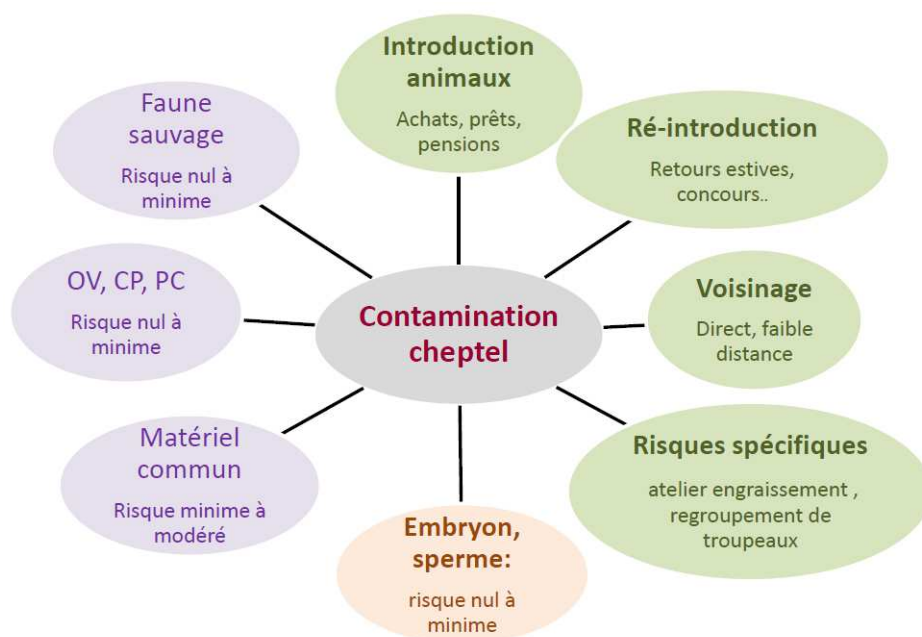 Introduction
animaux
Achats, prêts,
pensions
Ré-introduction
Retours estives,
concours..
Voisinage
Direct, faible
distance
Risques spécifiques
atelier engraissement ,
regroupement de
troupeaux
Embryon,
sperme:
risque nul à
minime
Matériel
commun
Risque minime à
modéré
OV, CP, PC
Risque nul à
minime
Faune
sauvage
Risque nul à
minime
Contamination
cheptel